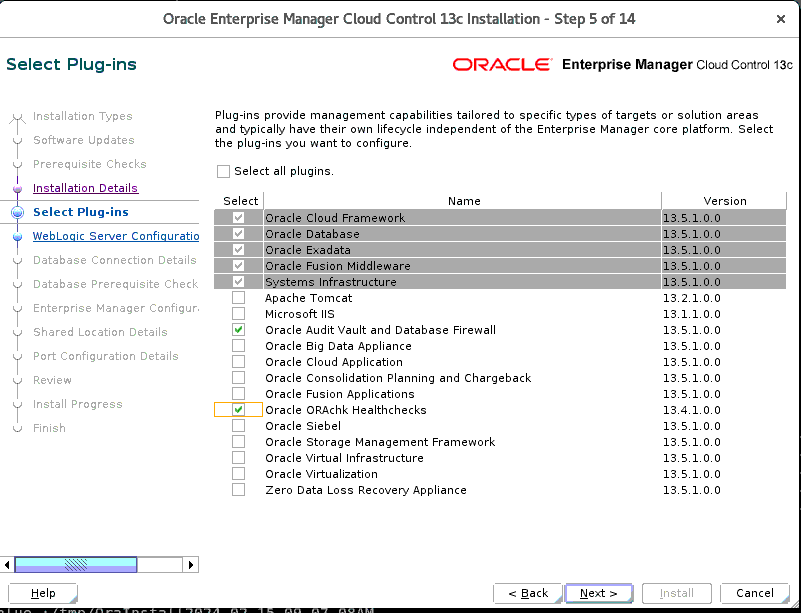 Oracle Enterprise Manager Cloud Control 13c Installation - Step 5 of 14
Select Plug-ins
ORACLE Enterprise Manager Cloud Control 13c
Installation Types
Software Updates
Prerequisite Checks
Installation Details
Select Plug-ins
WebLogic Server Configuratio
Database Connection Details
Database Prerequisite Check
Enterprise Manager Configur
Shared Location Details
Port Configuration Details
Review
Install Progress
Finish
Plug-ins provide management capabilities tailored to specific types of targets or solution areas
and typically have their own lifecycle independent of the Enterprise Manager core platform. Select
the plug-ins you want to configure.
Select all plugins.
Select Name Version
Oracle Cloud Framework 13.5.1.0.0
Oracle Database 13.5.1.0.0
Oracle Exadata 13.5.1.0.0
Oracle Fusion Middleware 13.5.1.0.0
Systems Infrastructure 13.5.1.0.0
Apache Tomcat 13.2.1.0.0
Microsoft IIS 13.1.1.0.0
Oracle Audit Vault and Database Firewall 13.5.1.0.0
Oracle Big Data Appliance 13.5.1.0.0
Oracle Cloud Application 13.5.1.0.0
Oracle Consolidation Planning and Chargeback 13.5.1.0.0
Oracle Fusion Applications 13.5.1.0.0
Oracle ORAchk Healthchecks 13.4.1.0.0
Oracle Siebel 13.5.1.0.0
Oracle Storage Management Framework 13.5.1.0.0
Oracle Virtual Infrastructure 13.5.1.0.0
Oracle Virtualization 13.5.1.0.0
Zero Data Loss Recovery Appliance 13.5.1.0.0
Help
< Back
Next >
Install
Cancel